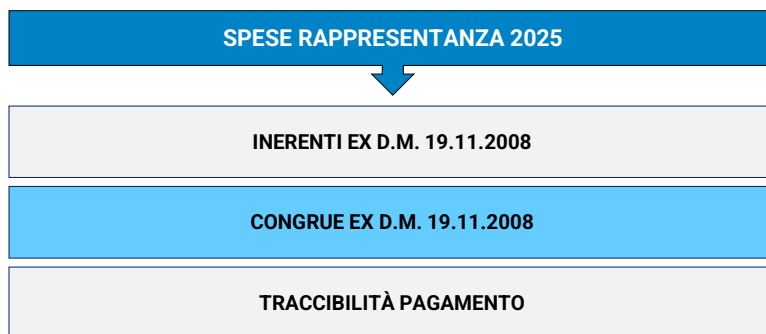 SPESE RAPPRESENTANZA 2025
INERENTI EX D.M. 19.11.2008
CONGRUE EX D.M. 19.11.2008
TRACCIBILITÀ PAGAMENTO